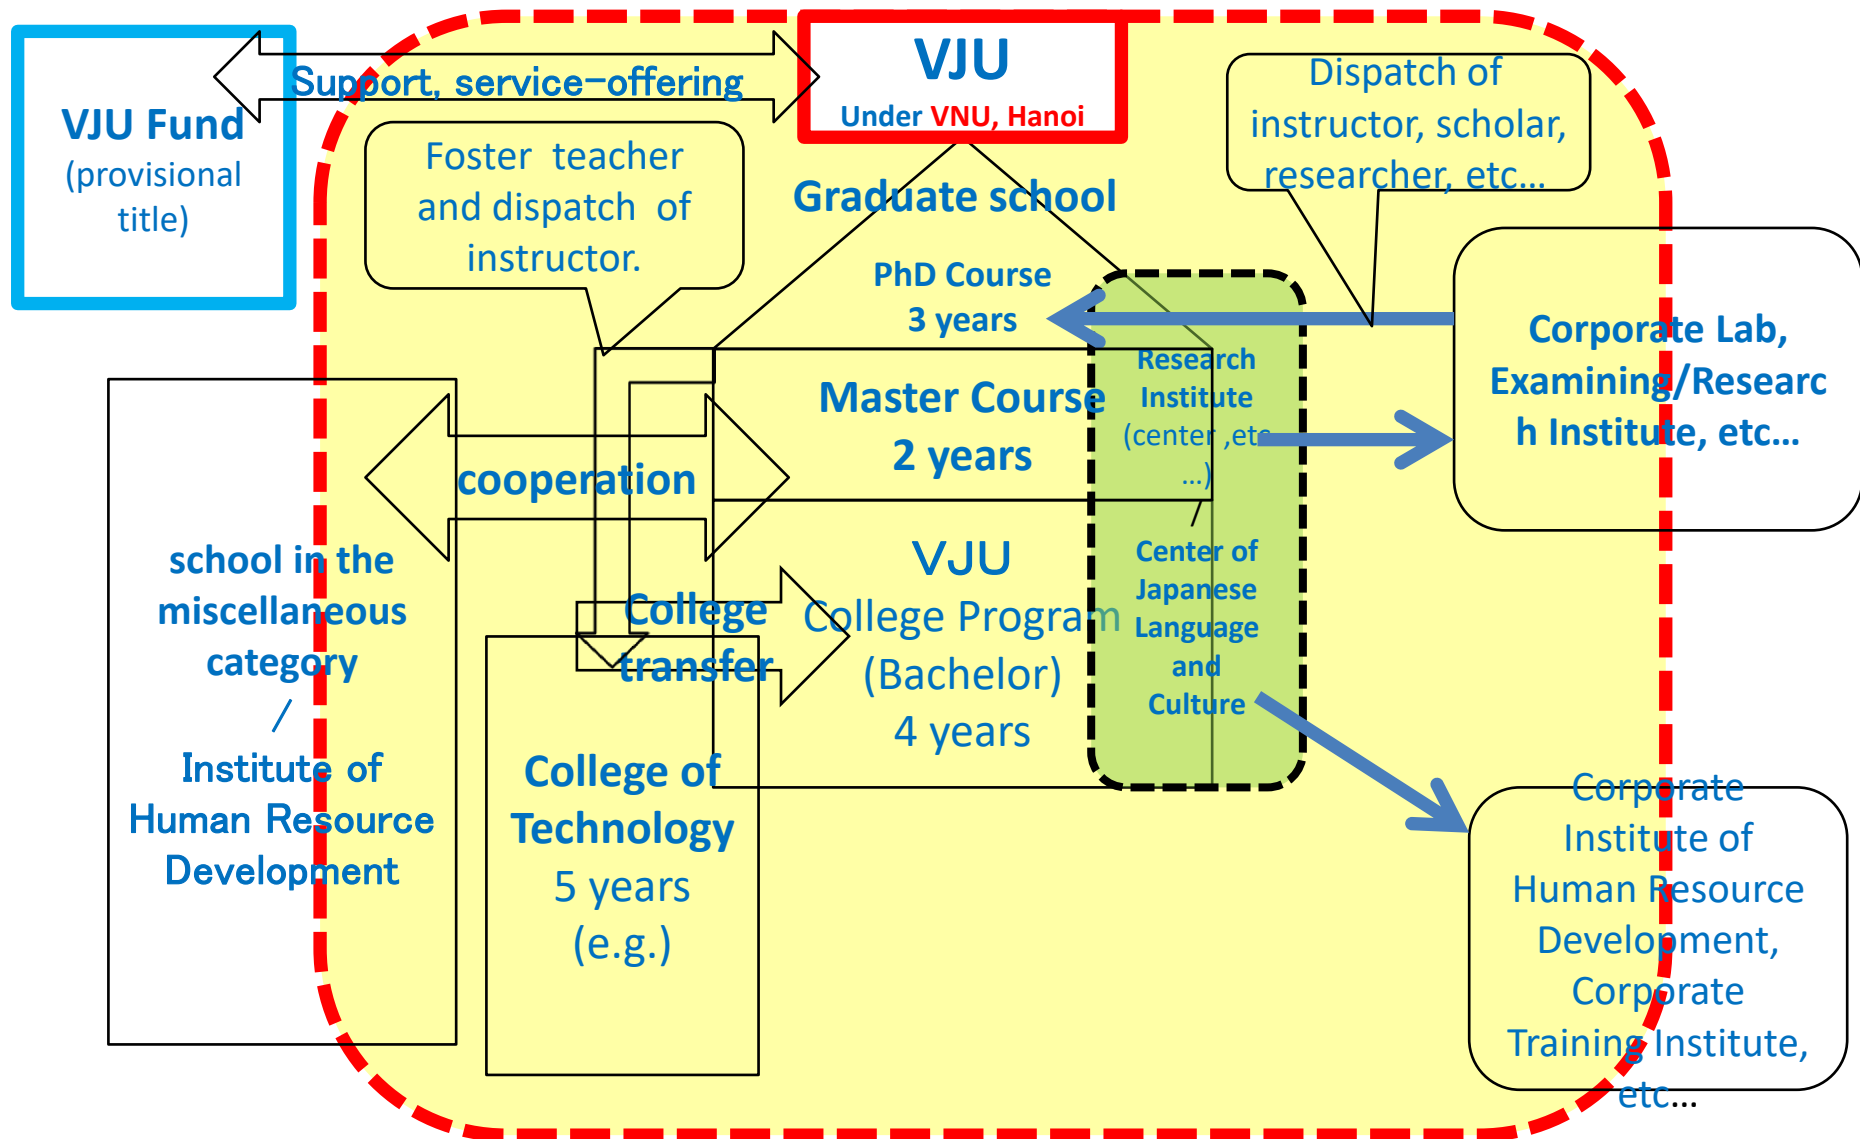 VJU Fund
(provisional
title)
Support, service-offering
VJU
Under VNU, Hanoi
Dispatch of
instructor, scholar,
researcher, etc...
Foster teacher
and dispatch of
instructor.
Graduate school
PhD Course
3 years
Master Course
2 years
Research
Institute
(center ,etc
...)
/
Center of
Japanese
Language
and
Culture
Corporate Lab,
Examining/Researc
h Institute, etc...
cooperation
school in the
miscellaneous
category
/
Institute of
Human Resource
Development
College
transfer
VJU
College Program
(Bachelor)
4 years
College of
Technology
5 years
(e.g.)
Corporate
Institute of
Human Resource
Development,
Corporate
Training Institute,
etc...